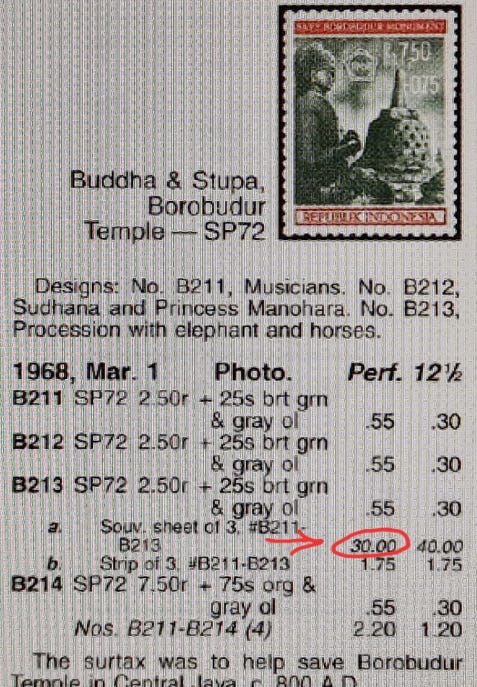 SAVE BOROBUDUR MONUMENT
7,50
+075
Buddha & Stupa,
Borobudur
Temple — SP72
REPUBLIK INDONESIA
Designs: No. B211, Musicians. No. B212,
Sudhana and Princess Manohara. No. B213,
Procession with elephant and horses.
1968, Mar. 1 Photo. Perf. 12½
B211 SP72 2.50r + 25s brt grn
& gray ol .55 .30
B212 SP72 2.50r + 25s brt grn
& gray ol .55 .30
B213 SP72 2.50r + 25s brt grn
& gray ol .55 .30
a. Souv. sheet of 3, #B211-
B213 30.00 40.00
b. Strip of 3, #B211-B213 1.75 1.75
B214 SP72 7.50r + 75s org &
gray ol .55 .30
Nos. B211-B214 (4) 2.20 1.20
The surtax was to help save Borobudur
Temple in Central Java, c. 800 A.D.